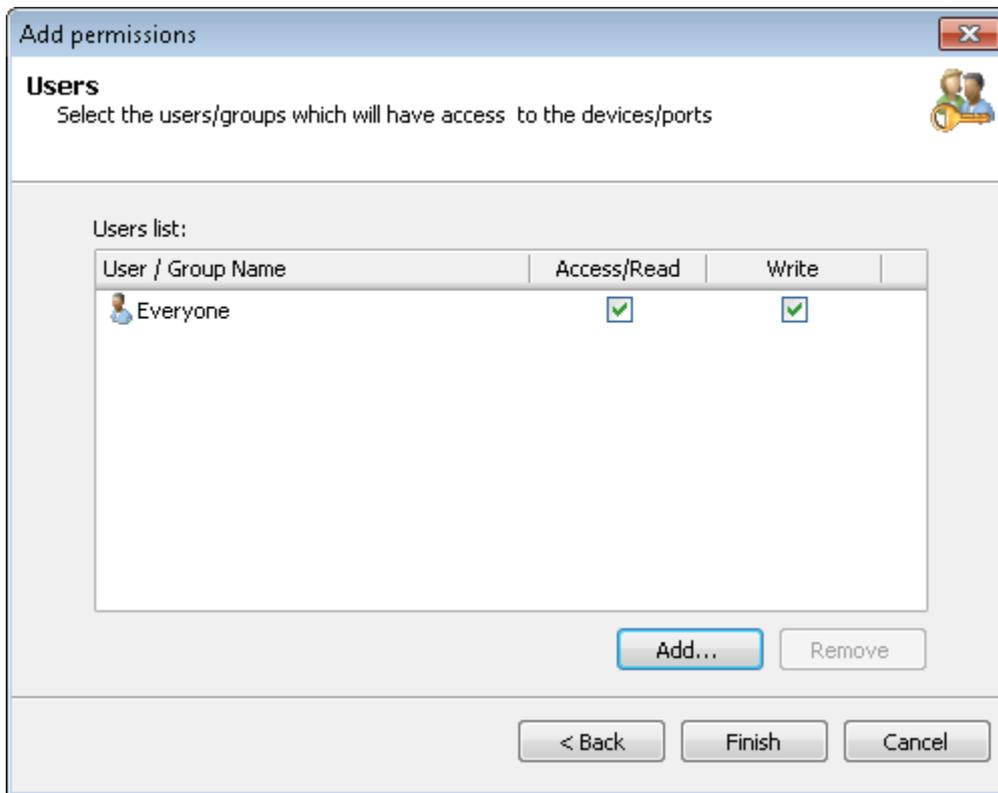 Add permissions
Users
Select the users/groups which will have access to the devices/ports
Users list:
User / Group Name Access/Read Write
Everyone
Add... Remove
< Back Finish Cancel